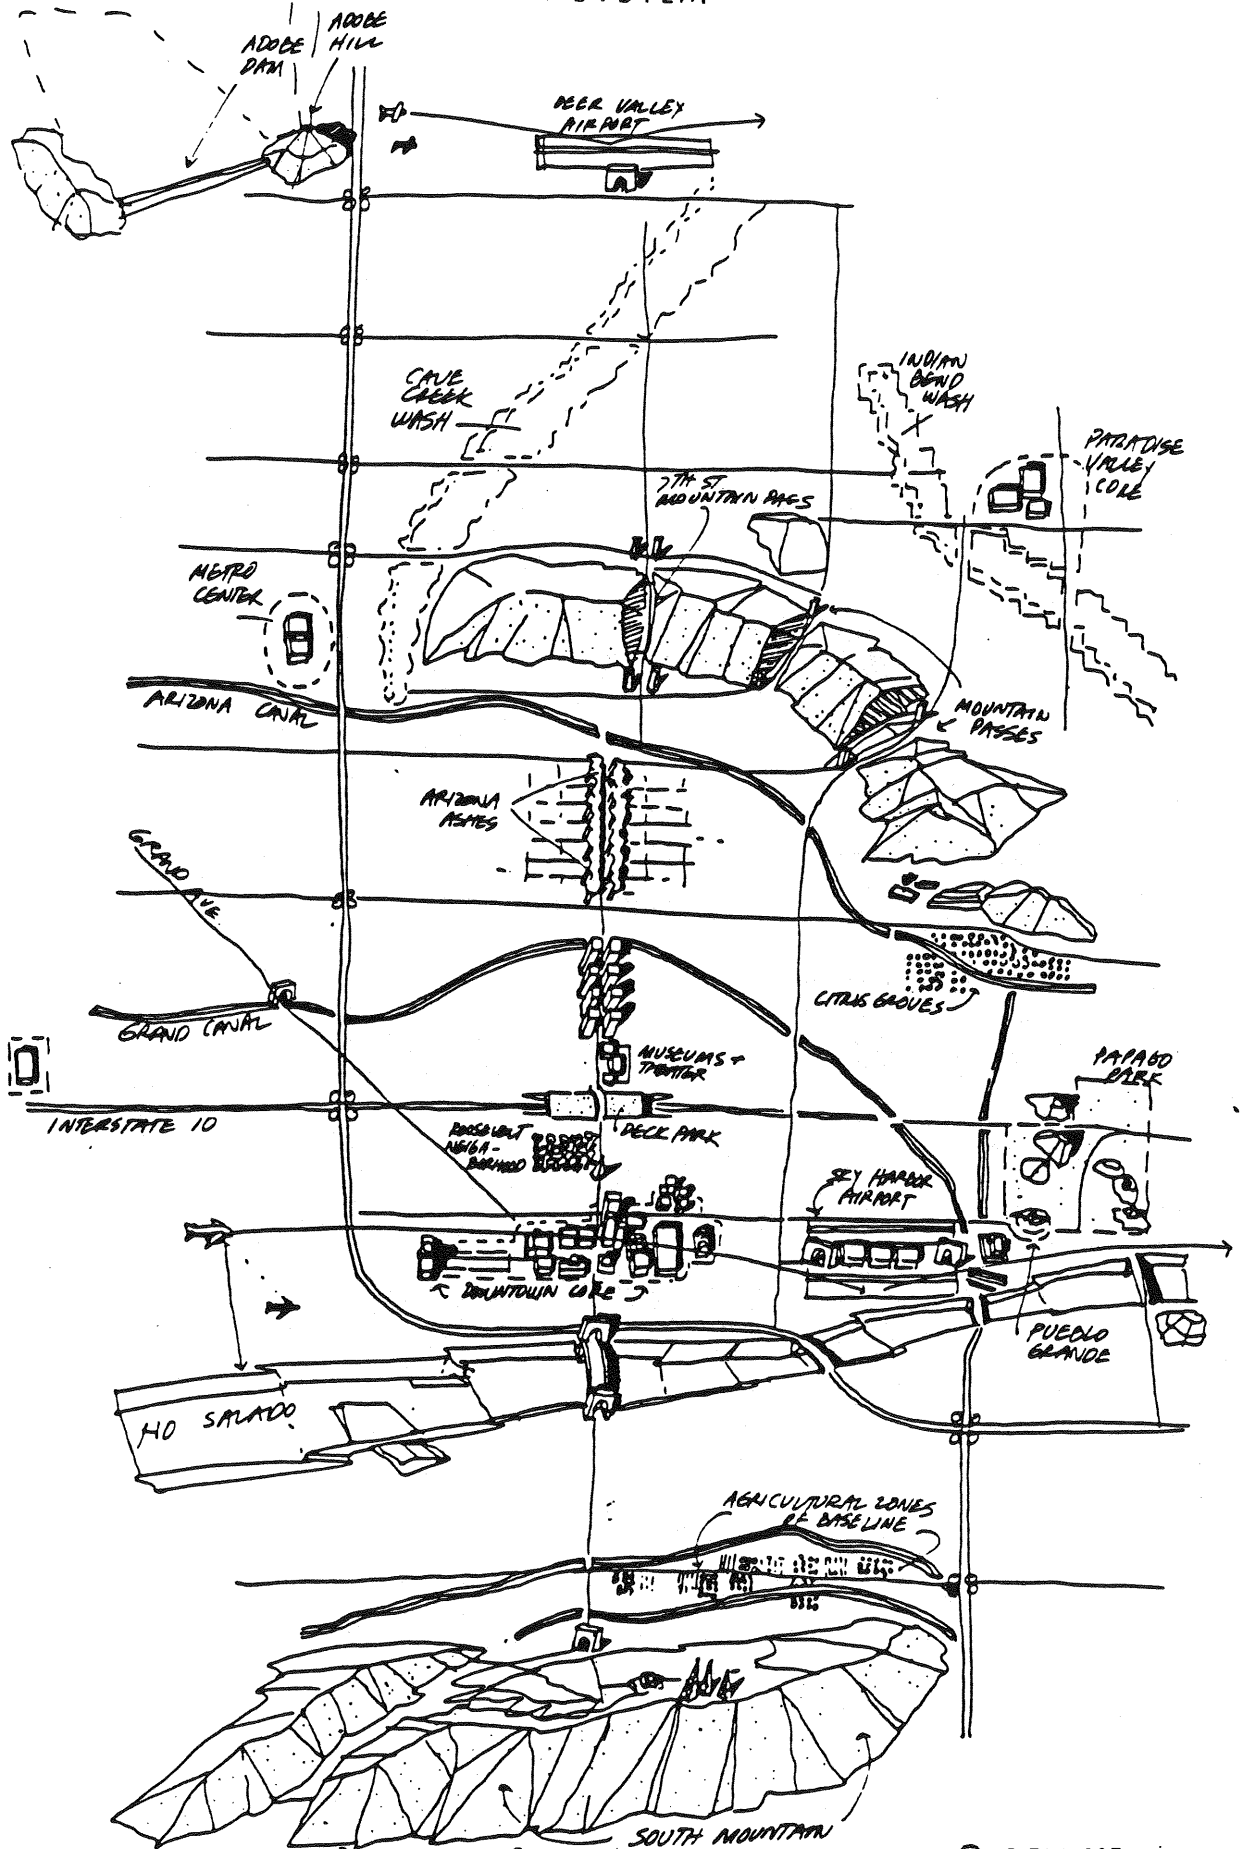 SYSTEM
ADOBE
DAM
ADOBE
HILL
DEER VALLEY
AIRPORT
CAVE
CREEK
WASH
INDIAN
BEND
WASH
PARADISE
VALLEY
CORE
7TH ST
MOUNTAIN PASS
METRO
CENTER
ARIZONA CANAL
MOUNTAIN
PASSES
ARIZONA
ASHES
GRAND
AVE
CITRUS GROVES
GRAND CANAL
MUSEUMS +
THEATER
PAPAGO
PARK
INTERSTATE 10
ROOSEVELT
NEIGH-
BORHOOD
DECK PARK
SKY HARBOR
AIRPORT
DOWNTOWN CORE
PUEBLO
GRANDE
RIO SALADO
AGRICULTURAL ZONES
OF BASELINE
SOUTH MOUNTAIN